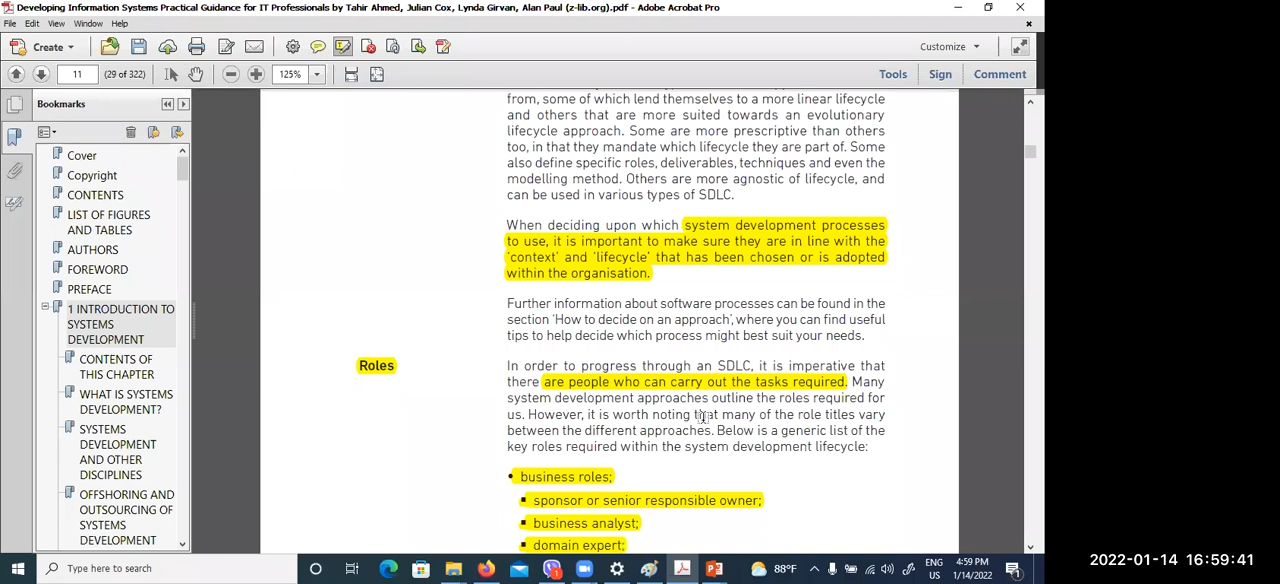 Developing Information Systems Practical Guidance for IT Professionals by Tahir Ahmed, Julian Cox, Lynda Girvan, Alan Paul (z-lib.org).pdf - Adobe Acrobat Pro
File Edit View Window Help
Create
Customize
11 (29 of 322)
125%
Tools Sign Comment
Bookmarks
Cover
Copyright
CONTENTS
LIST OF FIGURES
AND TABLES
AUTHORS
FOREWORD
PREFACE
1 INTRODUCTION TO
SYSTEMS
DEVELOPMENT
CONTENTS OF
THIS CHAPTER
WHAT IS SYSTEMS
DEVELOPMENT?
SYSTEMS
DEVELOPMENT
AND OTHER
DISCIPLINES
OFFSHORING AND
OUTSOURCING OF
SYSTEMS
DEVELOPMENT
from, some of which lend themselves to a more linear lifecycle
and others that are more suited towards an evolutionary
lifecycle approach. Some are more prescriptive than others
too, in that they mandate which lifecycle they are part of. Some
also define specific roles, deliverables, techniques and even the
modelling method. Others are more agnostic of lifecycle, and
can be used in various types of SDLC.
When deciding upon which system development processes
to use, it is important to make sure they are in line with the
‘context’ and ‘lifecycle’ that has been chosen or is adopted
within the organisation.
Further information about software processes can be found in the
section ‘How to decide on an approach’, where you can find useful
tips to help decide which process might best suit your needs.
Roles
In order to progress through an SDLC, it is imperative that
there are people who can carry out the tasks required. Many
system development approaches outline the roles required for
us. However, it is worth noting that many of the role titles vary
between the different approaches. Below is a generic list of the
key roles required within the system development lifecycle:
• business roles;
▪ sponsor or senior responsible owner;
▪ business analyst;
▪ domain expert;
Type here to search
88°F
ENG
US
4:59 PM
1/14/2022
2022-01-14 16:59:41